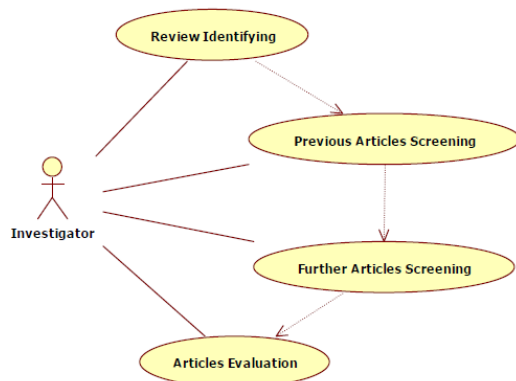 Review Identifying
Previous Articles Screening
Investigator
Further Articles Screening
Articles Evaluation